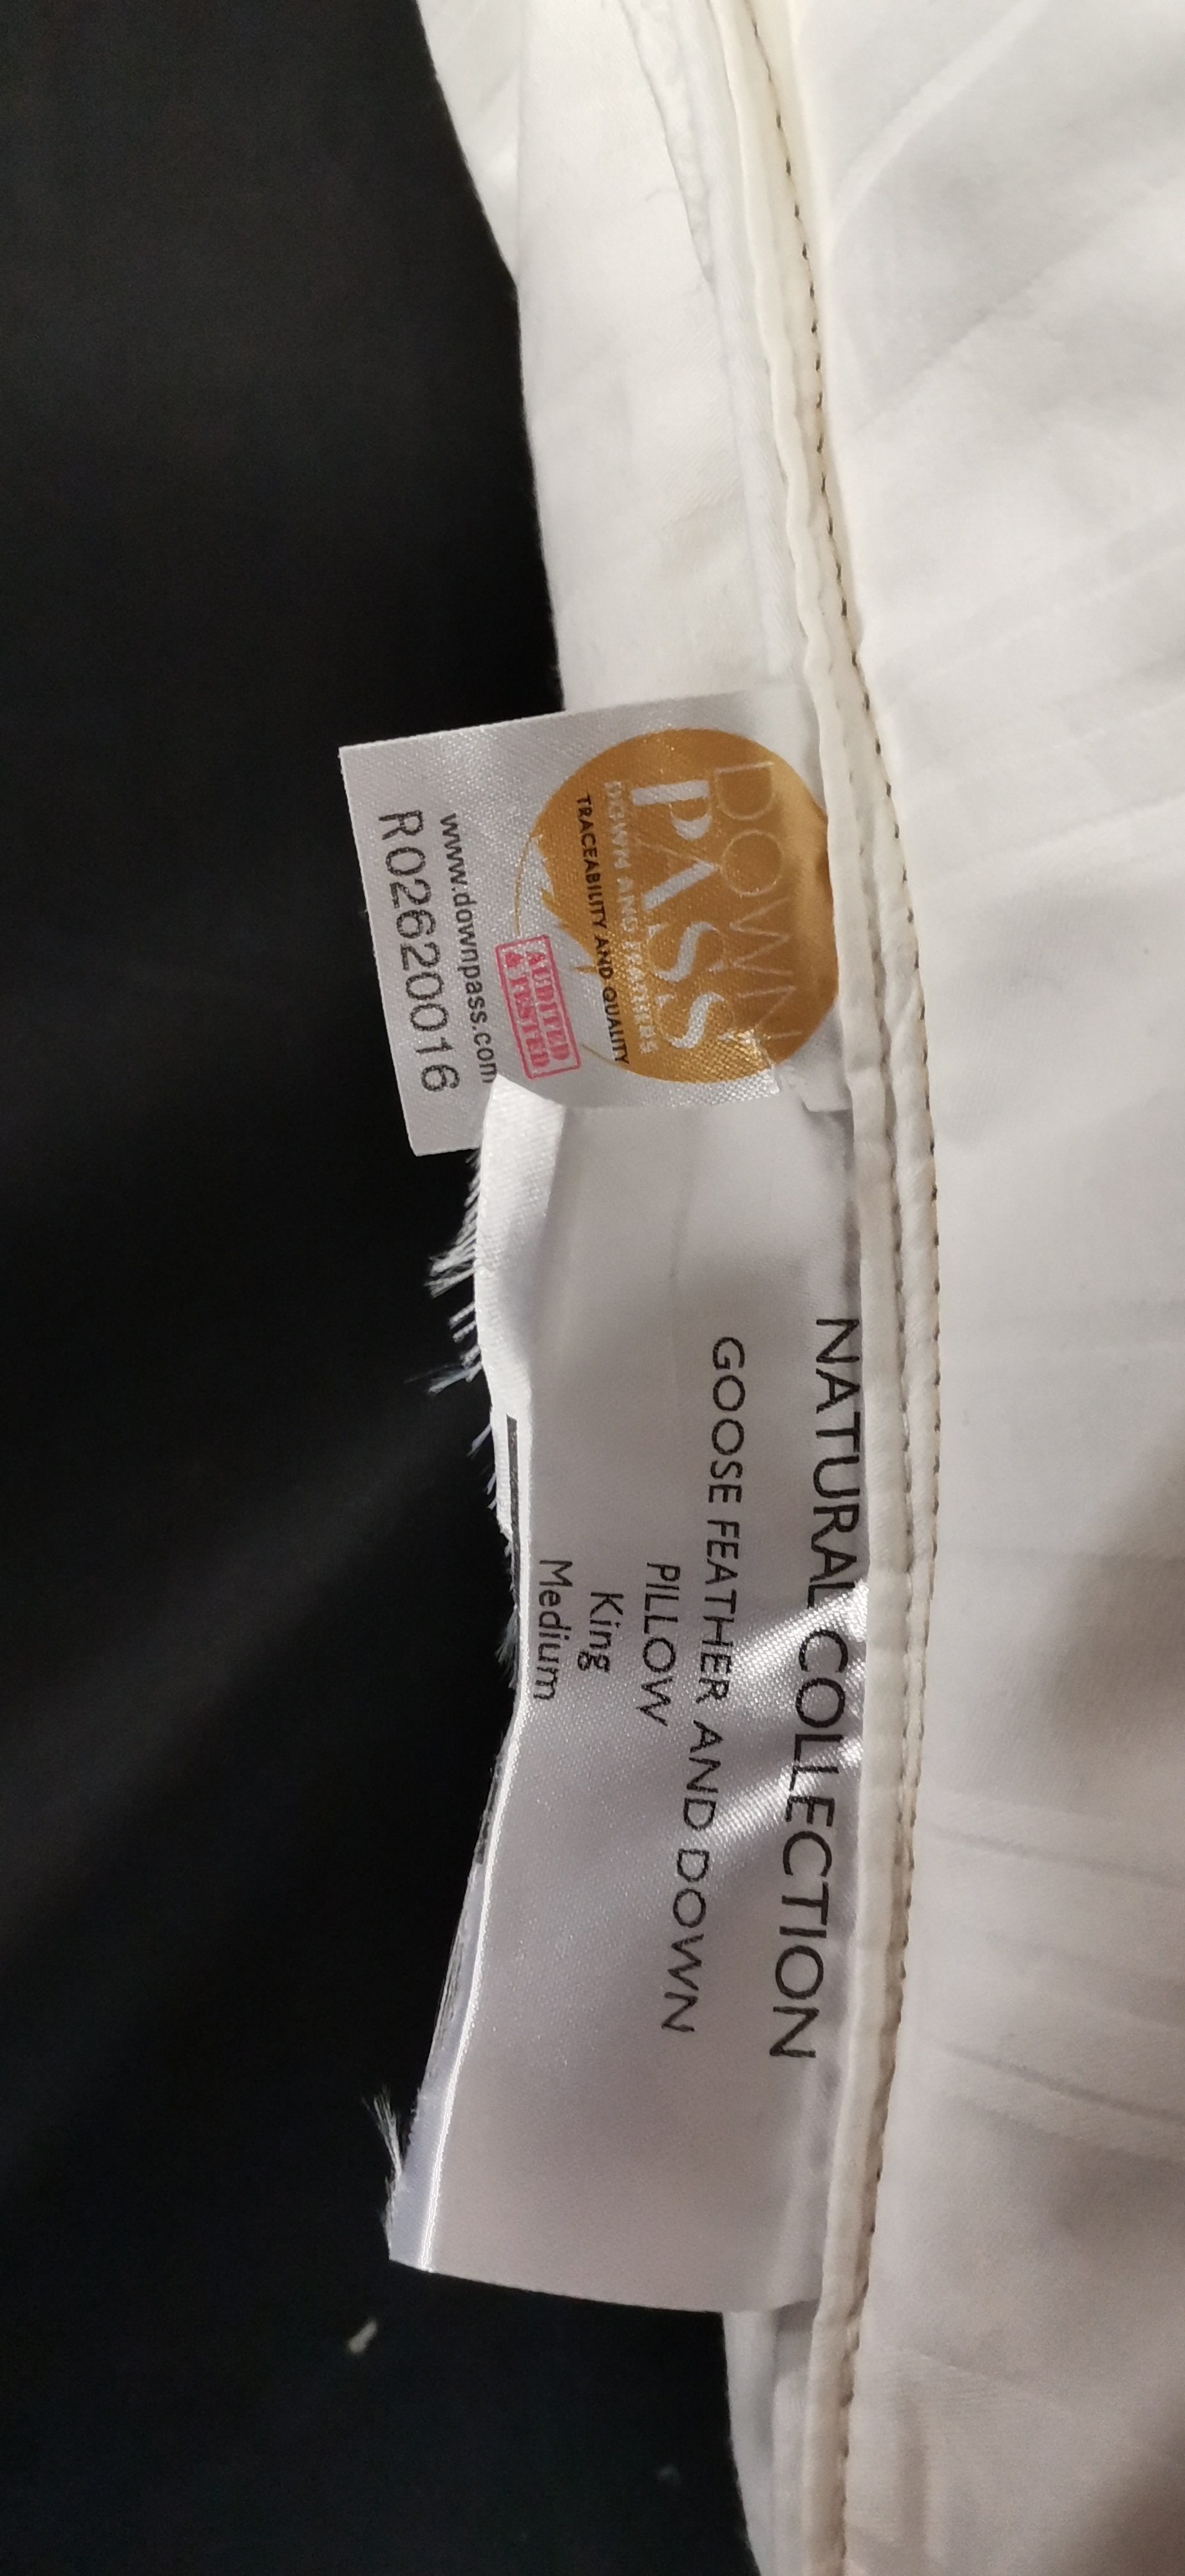 DOWN
PASS
DOWN AND FEATHERS
TRACEABILITY AND QUALITY
AUDITED
& TESTED
www.downpass.com
R02620016
NATURAL COLLECTION
GOOSE FEATHER AND DOWN
PILLOW
King
Medium